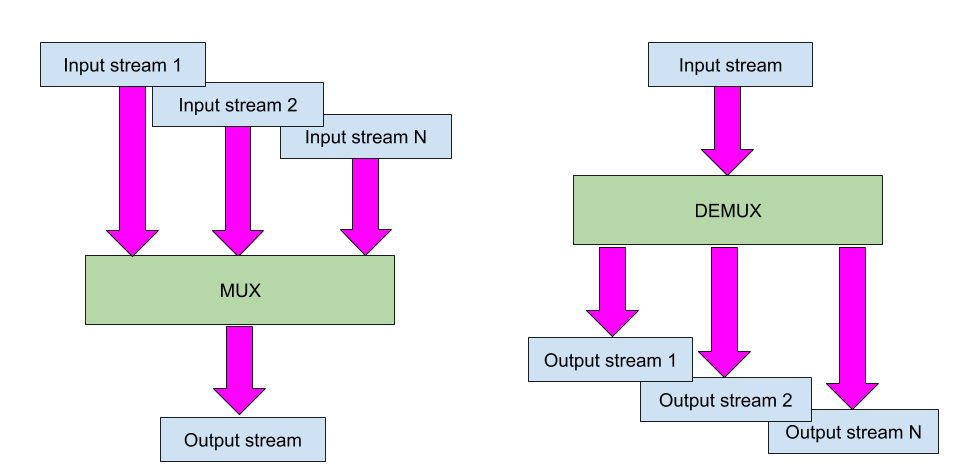 Input stream 1
Input stream 2
Input stream N
MUX
Output stream
Input stream
DEMUX
Output stream 1
Output stream 2
Output stream N